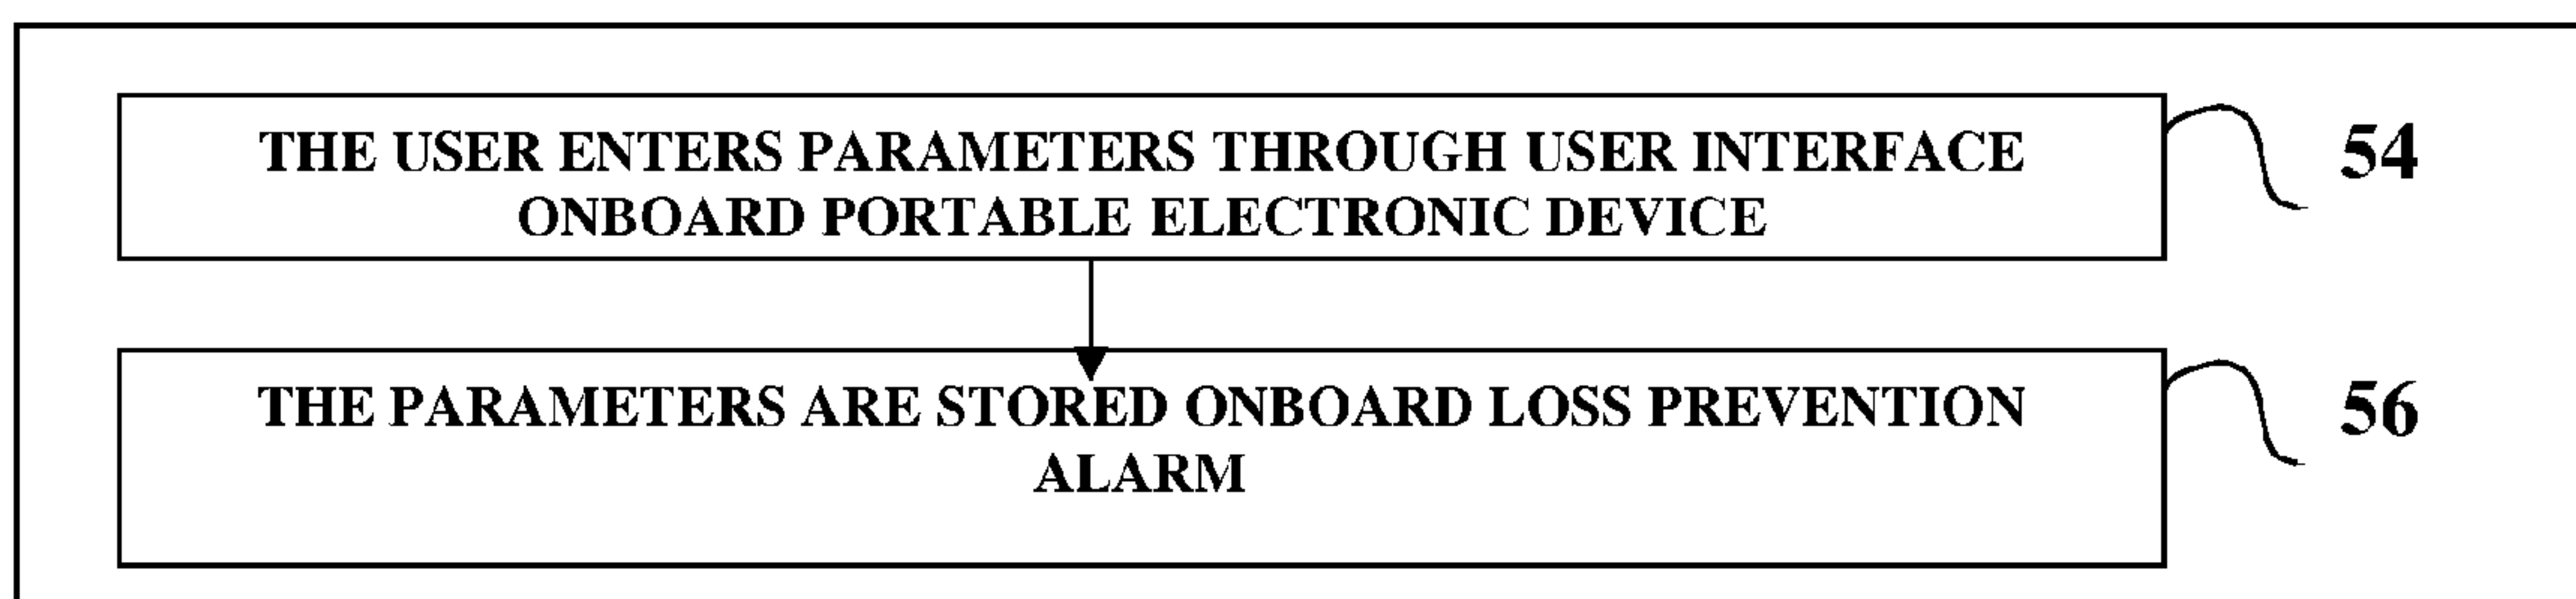 THE USER ENTERS PARAMETERS THROUGH USER INTERFACE
ONBOARD PORTABLE ELECTRONIC DEVICE
54
THE PARAMETERS ARE STORED ONBOARD LOSS PREVENTION
ALARM
56